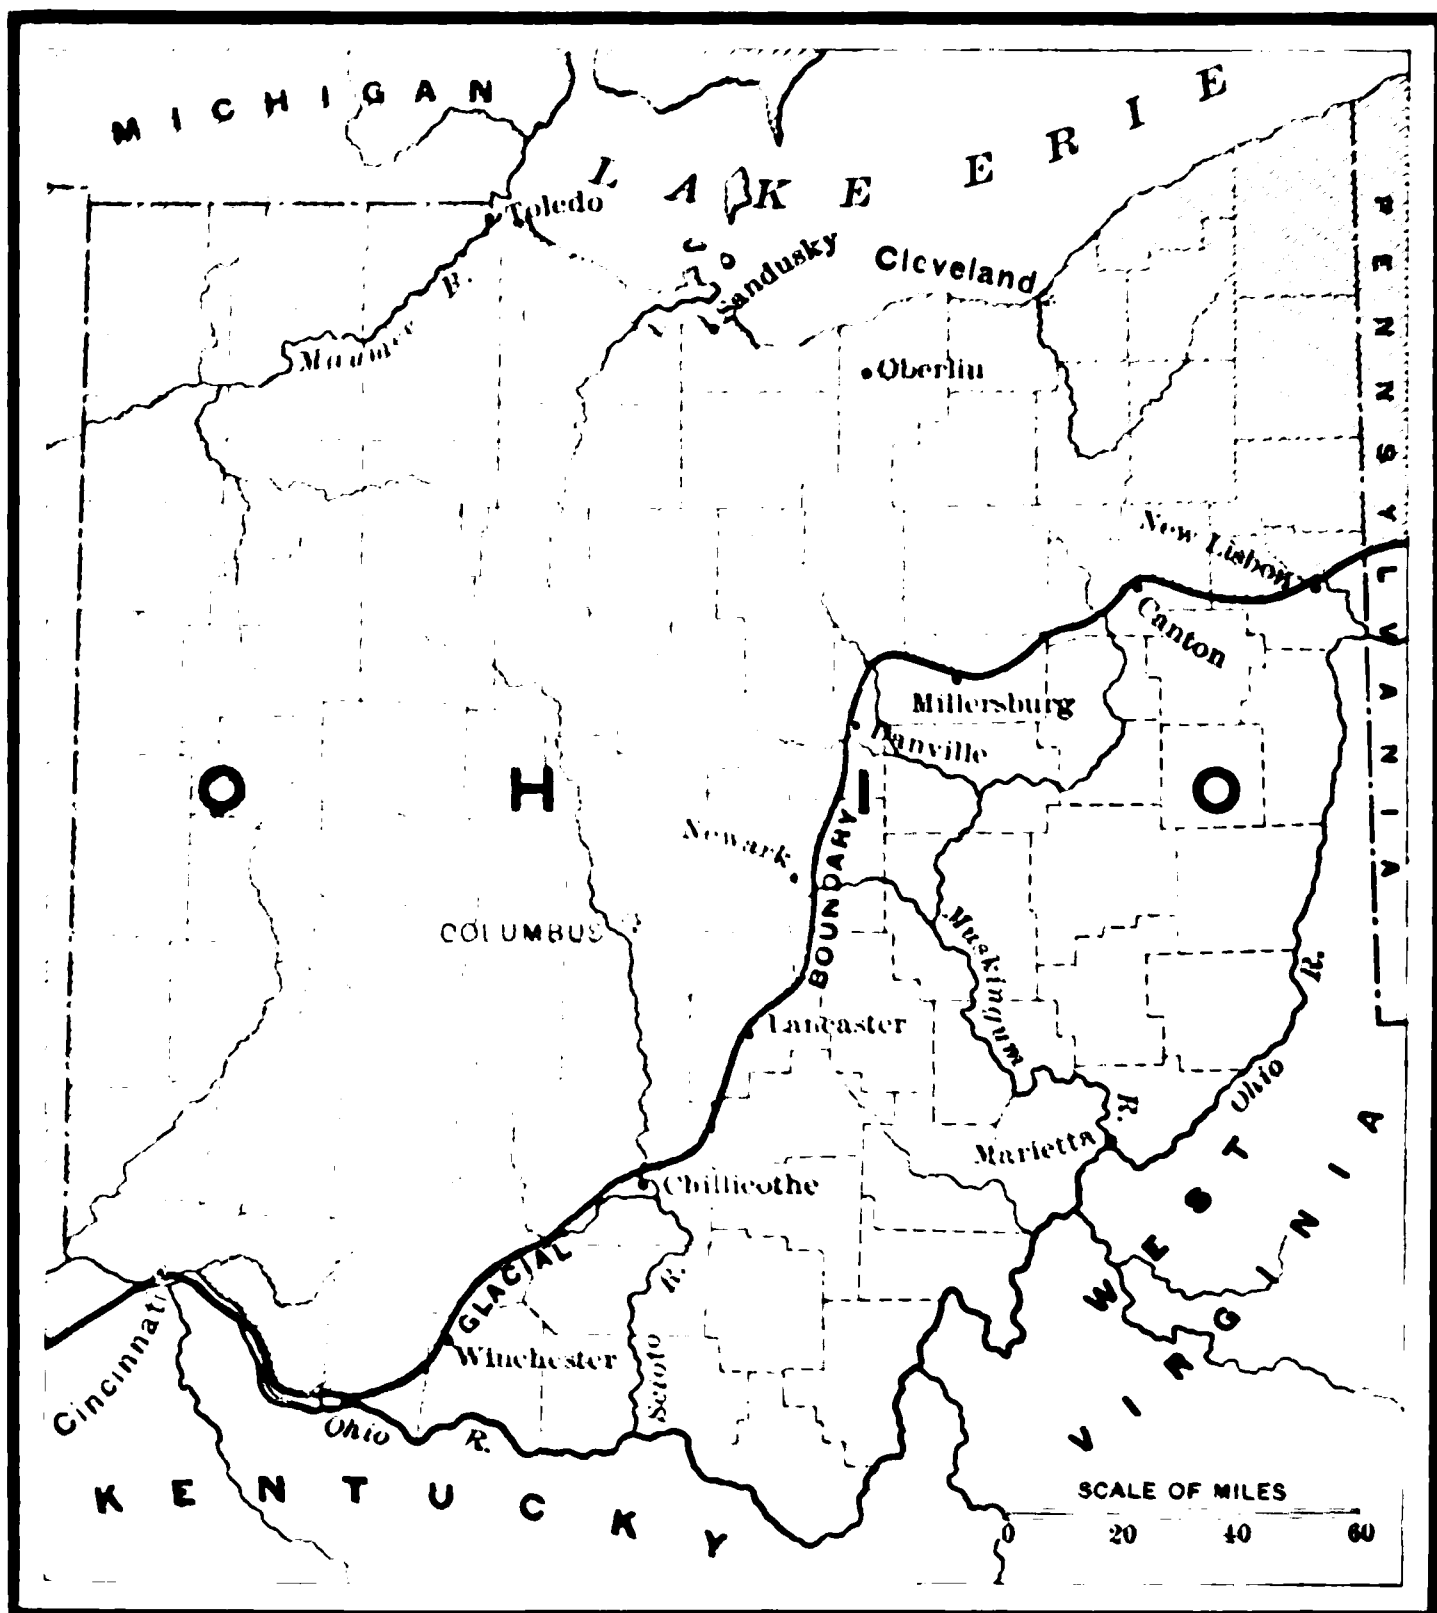 MICHIGAN
LAKE ERIE
Toledo
Sandusky
Cleveland
Maumee R.
Oberlin
PENNSYLVANIA
New Lisbon
Canton
Millersburg
Danville
OHIO
Newark
BOUNDARY
COLUMBUS
Muskingum R.
Lancaster
Ohio R.
Marietta
Chillicothe
WEST VIRGINIA
GLACIAL
Scioto R.
Winchester
Cincinnati
Ohio R.
KENTUCKY
SCALE OF MILES
0 20 40 60